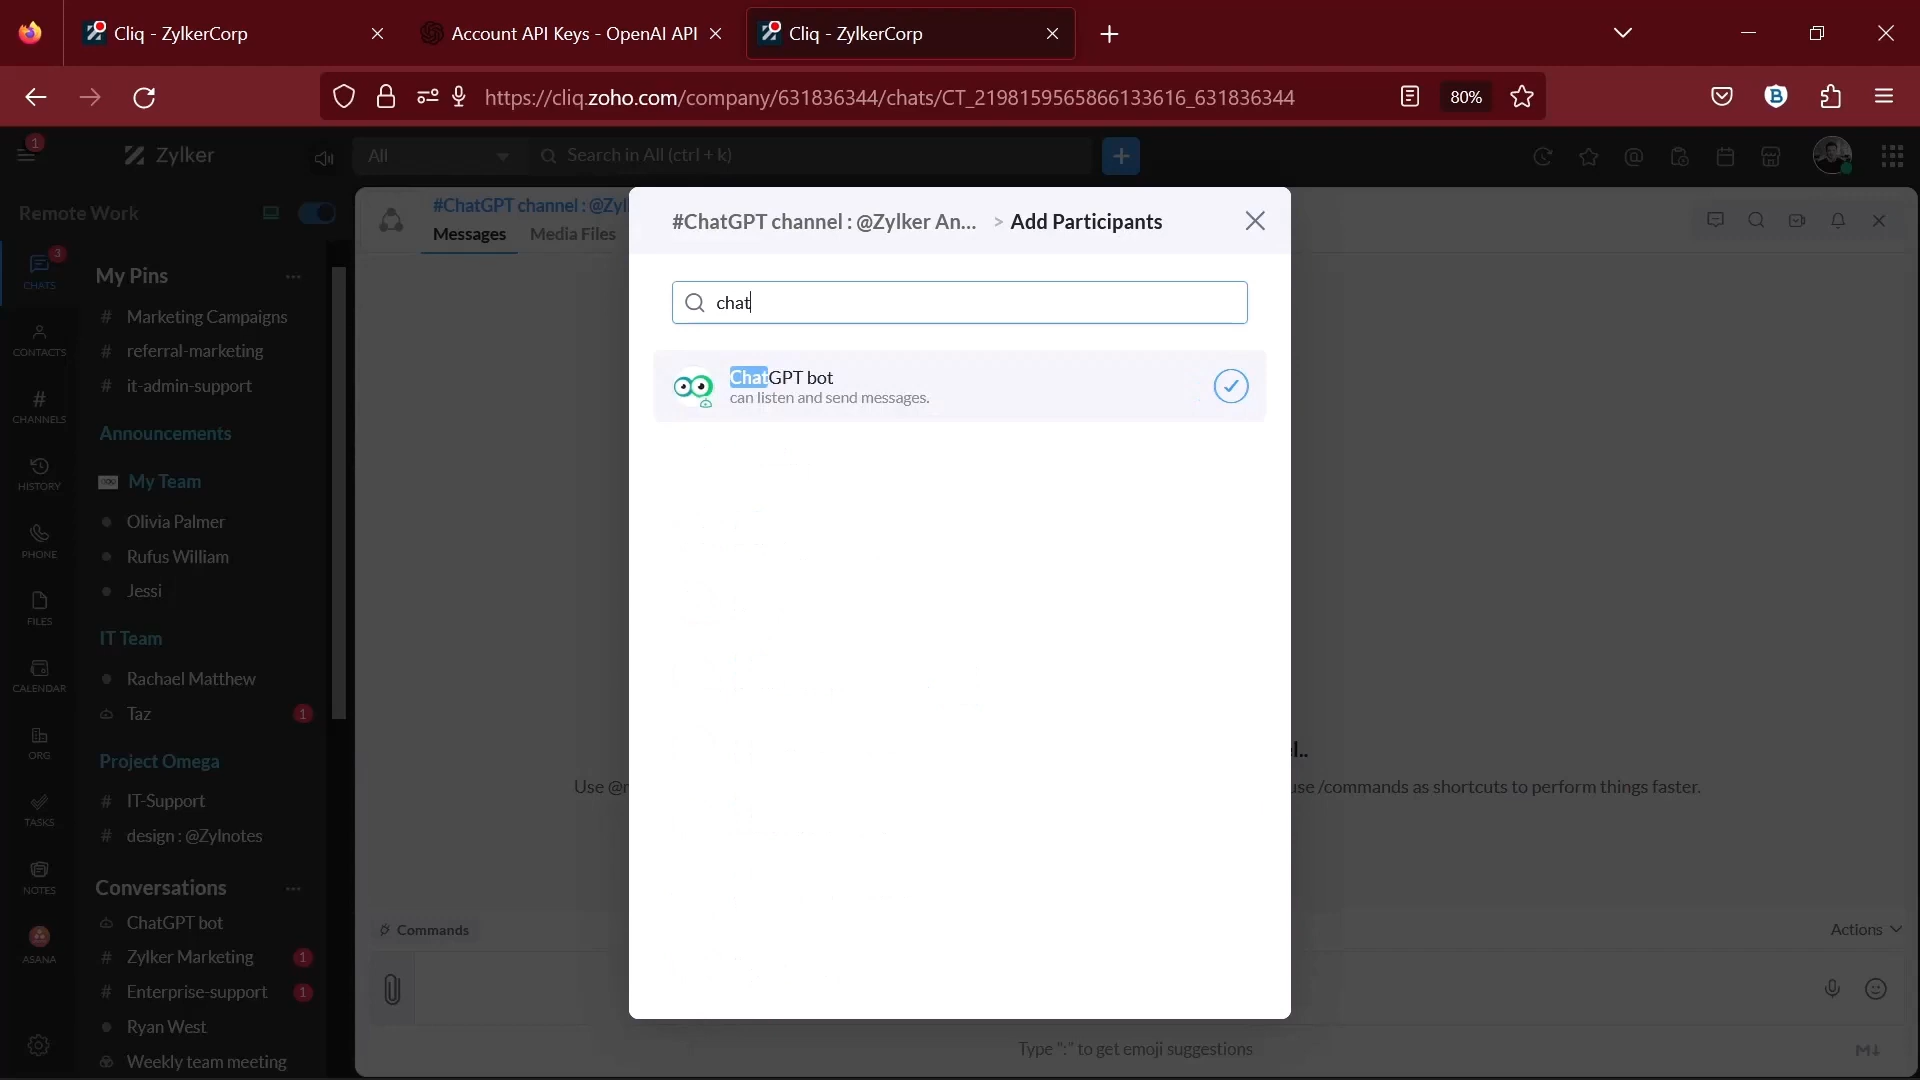 Cliq - ZylkerCorp
Account API Keys - OpenAI API
Cliq - ZylkerCorp
https://cliq.zoho.com/company/631836344/chats/CT_2198159565866133616_631836344
80%
1
Zylker
All
Search in All (ctrl + k)
Remote Work
#ChatGPT channel : @Zyl
Messages
Media Files
#ChatGPT channel : @Zylker An... > Add Participants
chat
ChatGPT bot
can listen and send messages.
CHATS
3
CONTACTS
CHANNELS
HISTORY
PHONE
FILES
CALENDAR
ORG
TASKS
NOTES
ASANA
My Pins
# Marketing Campaigns
# referral-marketing
# it-admin-support
Announcements
My Team
Olivia Palmer
Rufus William
Jessi
IT Team
Rachael Matthew
Taz 1
Project Omega
# IT-Support
# design : @Zylnotes
Conversations
ChatGPT bot
# Zylker Marketing 1
# Enterprise-support 1
Ryan West
Weekly team meeting
l..
Use @
use /commands as shortcuts to perform things faster.
Commands
Actions
Type ":" to get emoji suggestions
M↓